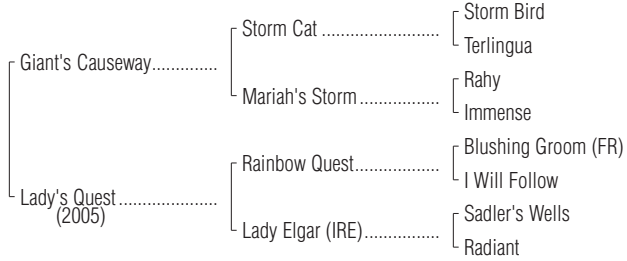 Storm Bird
Storm Cat ........................
Terlingua
Giant's Causeway..............
Rahy
Mariah's Storm ................
Immense
Blushing Groom (FR)
Rainbow Quest.................
I Will Follow
Lady's Quest ....................
(2005)
Sadler's Wells
Lady Elgar (IRE)...............
Radiant